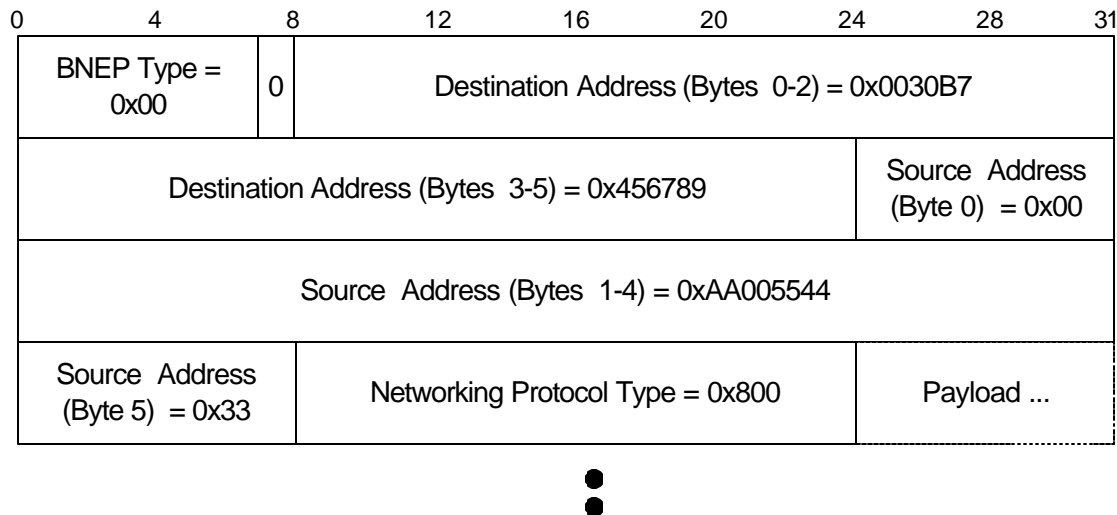 0 4 8 12 16 20 24 28 31
BNEP Type =
0x00
0
Destination Address (Bytes 0-2) = 0x0030B7
Destination Address (Bytes 3-5) = 0x456789
Source Address
(Byte 0) = 0x00
Source Address (Bytes 1-4) = 0xAA005544
Source Address
(Byte 5) = 0x33
Networking Protocol Type = 0x800
Payload ...